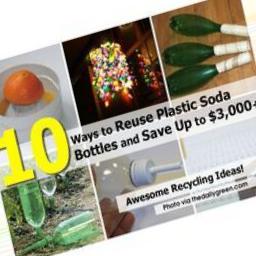 10
Ways to Reuse Plastic Soda
Bottles and Save Up to $3,000+
Awesome Recycling Ideas!
Photo via thedailygreen.com